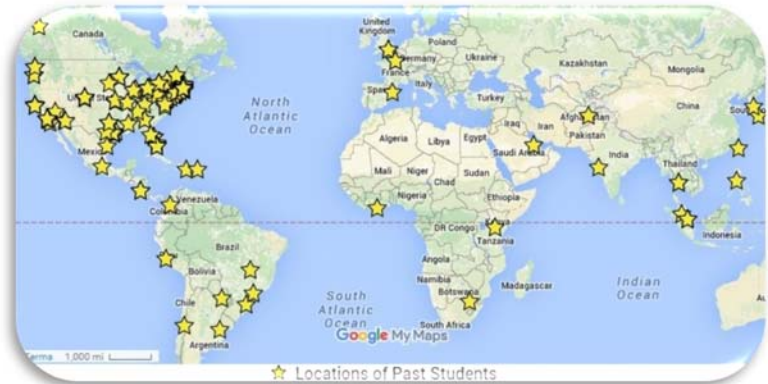 Canada
United
Kingdom
Poland
Germany
Ukraine
Kazakhstan
Mongolia
France
Italy
Turkey
China
North
Atlantic
Ocean
Iraq
Iran
Pakistan
Algeria
Libya
Egypt
Saudi Arabia
India
Mali
Niger
Sudan
Thailand
Chad
Venezuela
Nigeria
Ethiopia
Colombia
DR Congo
Tanzania
Indonesia
Brazil
Angola
Bolivia
Namibia
Botswana
Madagascar
Indian
Ocean
South
Atlantic
Ocean
Chile
South Africa
Google My Maps
Argentina
Terms
1,000 mi
Locations of Past Students